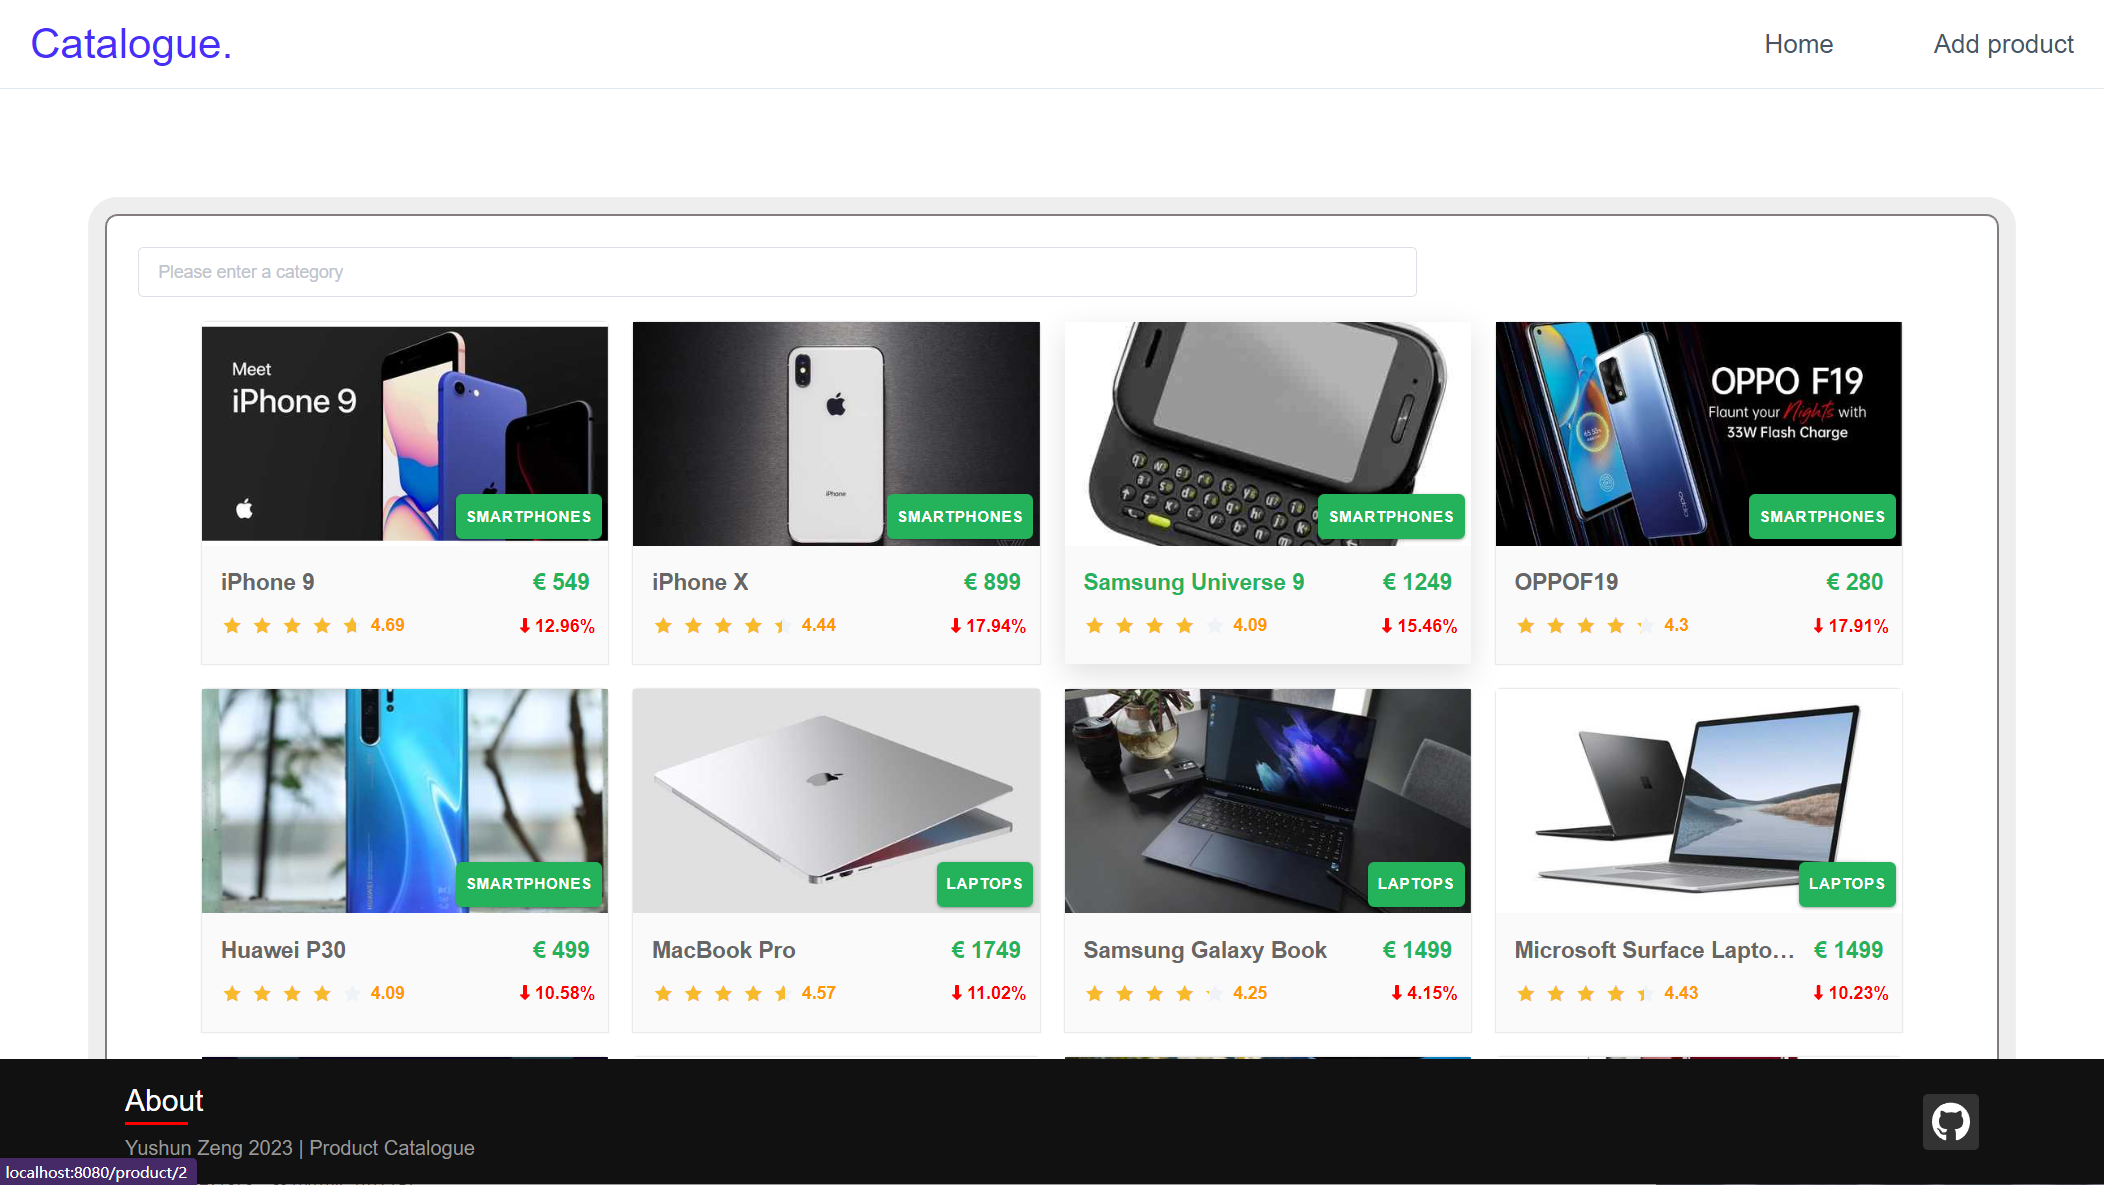 Catalogue.
Home
Add product
Please enter a category
Meet
iPhone 9
SMARTPHONES
iPhone 9
€ 549
4.69
12.96%
iPhone
SMARTPHONES
iPhone X
€ 899
4.44
17.94%
SMARTPHONES
Samsung Universe 9
€ 1249
4.09
15.46%
OPPO F19
Flaunt your Nights with
33W Flash Charge
oppo
SMARTPHONES
OPPOF19
€ 280
4.3
17.91%
SMARTPHONES
Huawei P30
€ 499
4.09
10.58%
LAPTOPS
MacBook Pro
€ 1749
4.57
11.02%
LAPTOPS
Samsung Galaxy Book
€ 1499
4.25
4.15%
LAPTOPS
Microsoft Surface Lapto...
€ 1499
4.43
10.23%
About
Yushun Zeng 2023 | Product Catalogue
localhost:8080/product/2